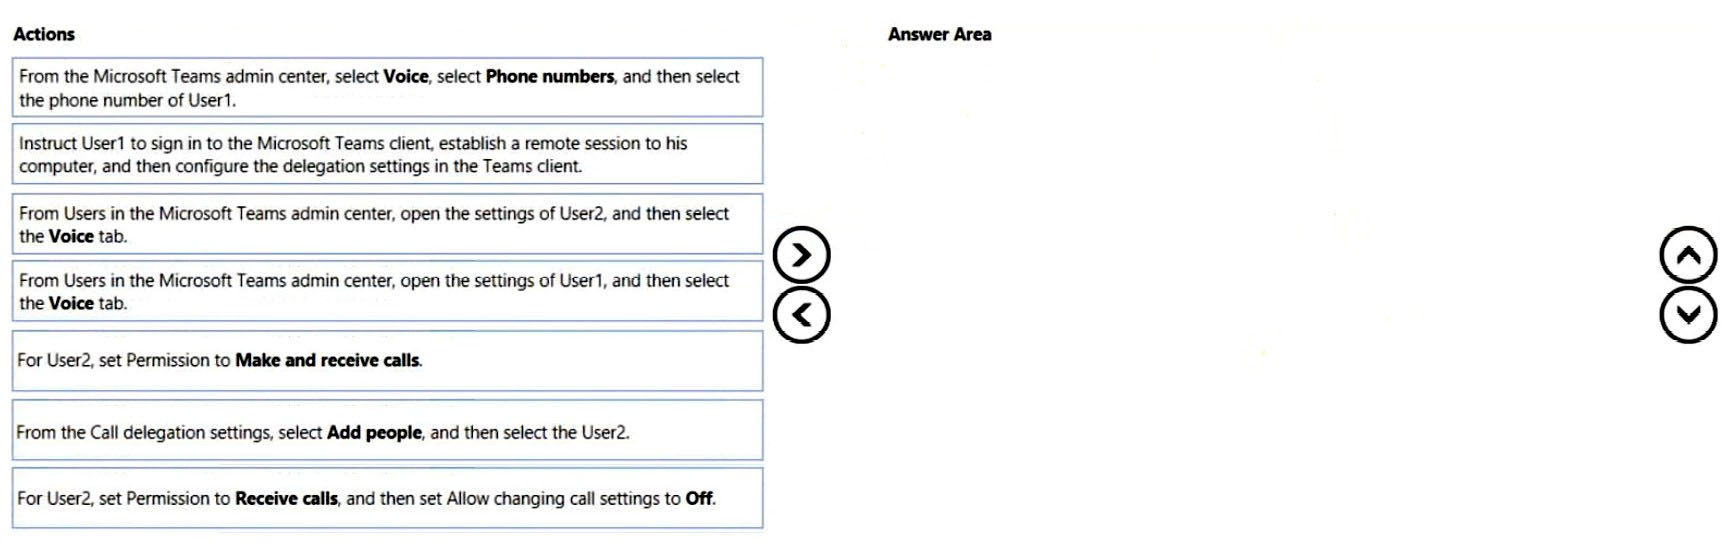 Actions
Answer Area
From the Microsoft Teams admin center, select Voice, select Phone numbers, and then select
the phone number of User1.
Instruct User1 to sign in to the Microsoft Teams client, establish a remote session to his
computer, and then configure the delegation settings in the Teams client.
From Users in the Microsoft Teams admin center, open the settings of User2, and then select
the Voice tab.
From Users in the Microsoft Teams admin center, open the settings of User1, and then select
the Voice tab.
For User2, set Permission to Make and receive calls.
From the Call delegation settings, select Add people, and then select the User2.
For User2, set Permission to Receive calls, and then set Allow changing call settings to Off.